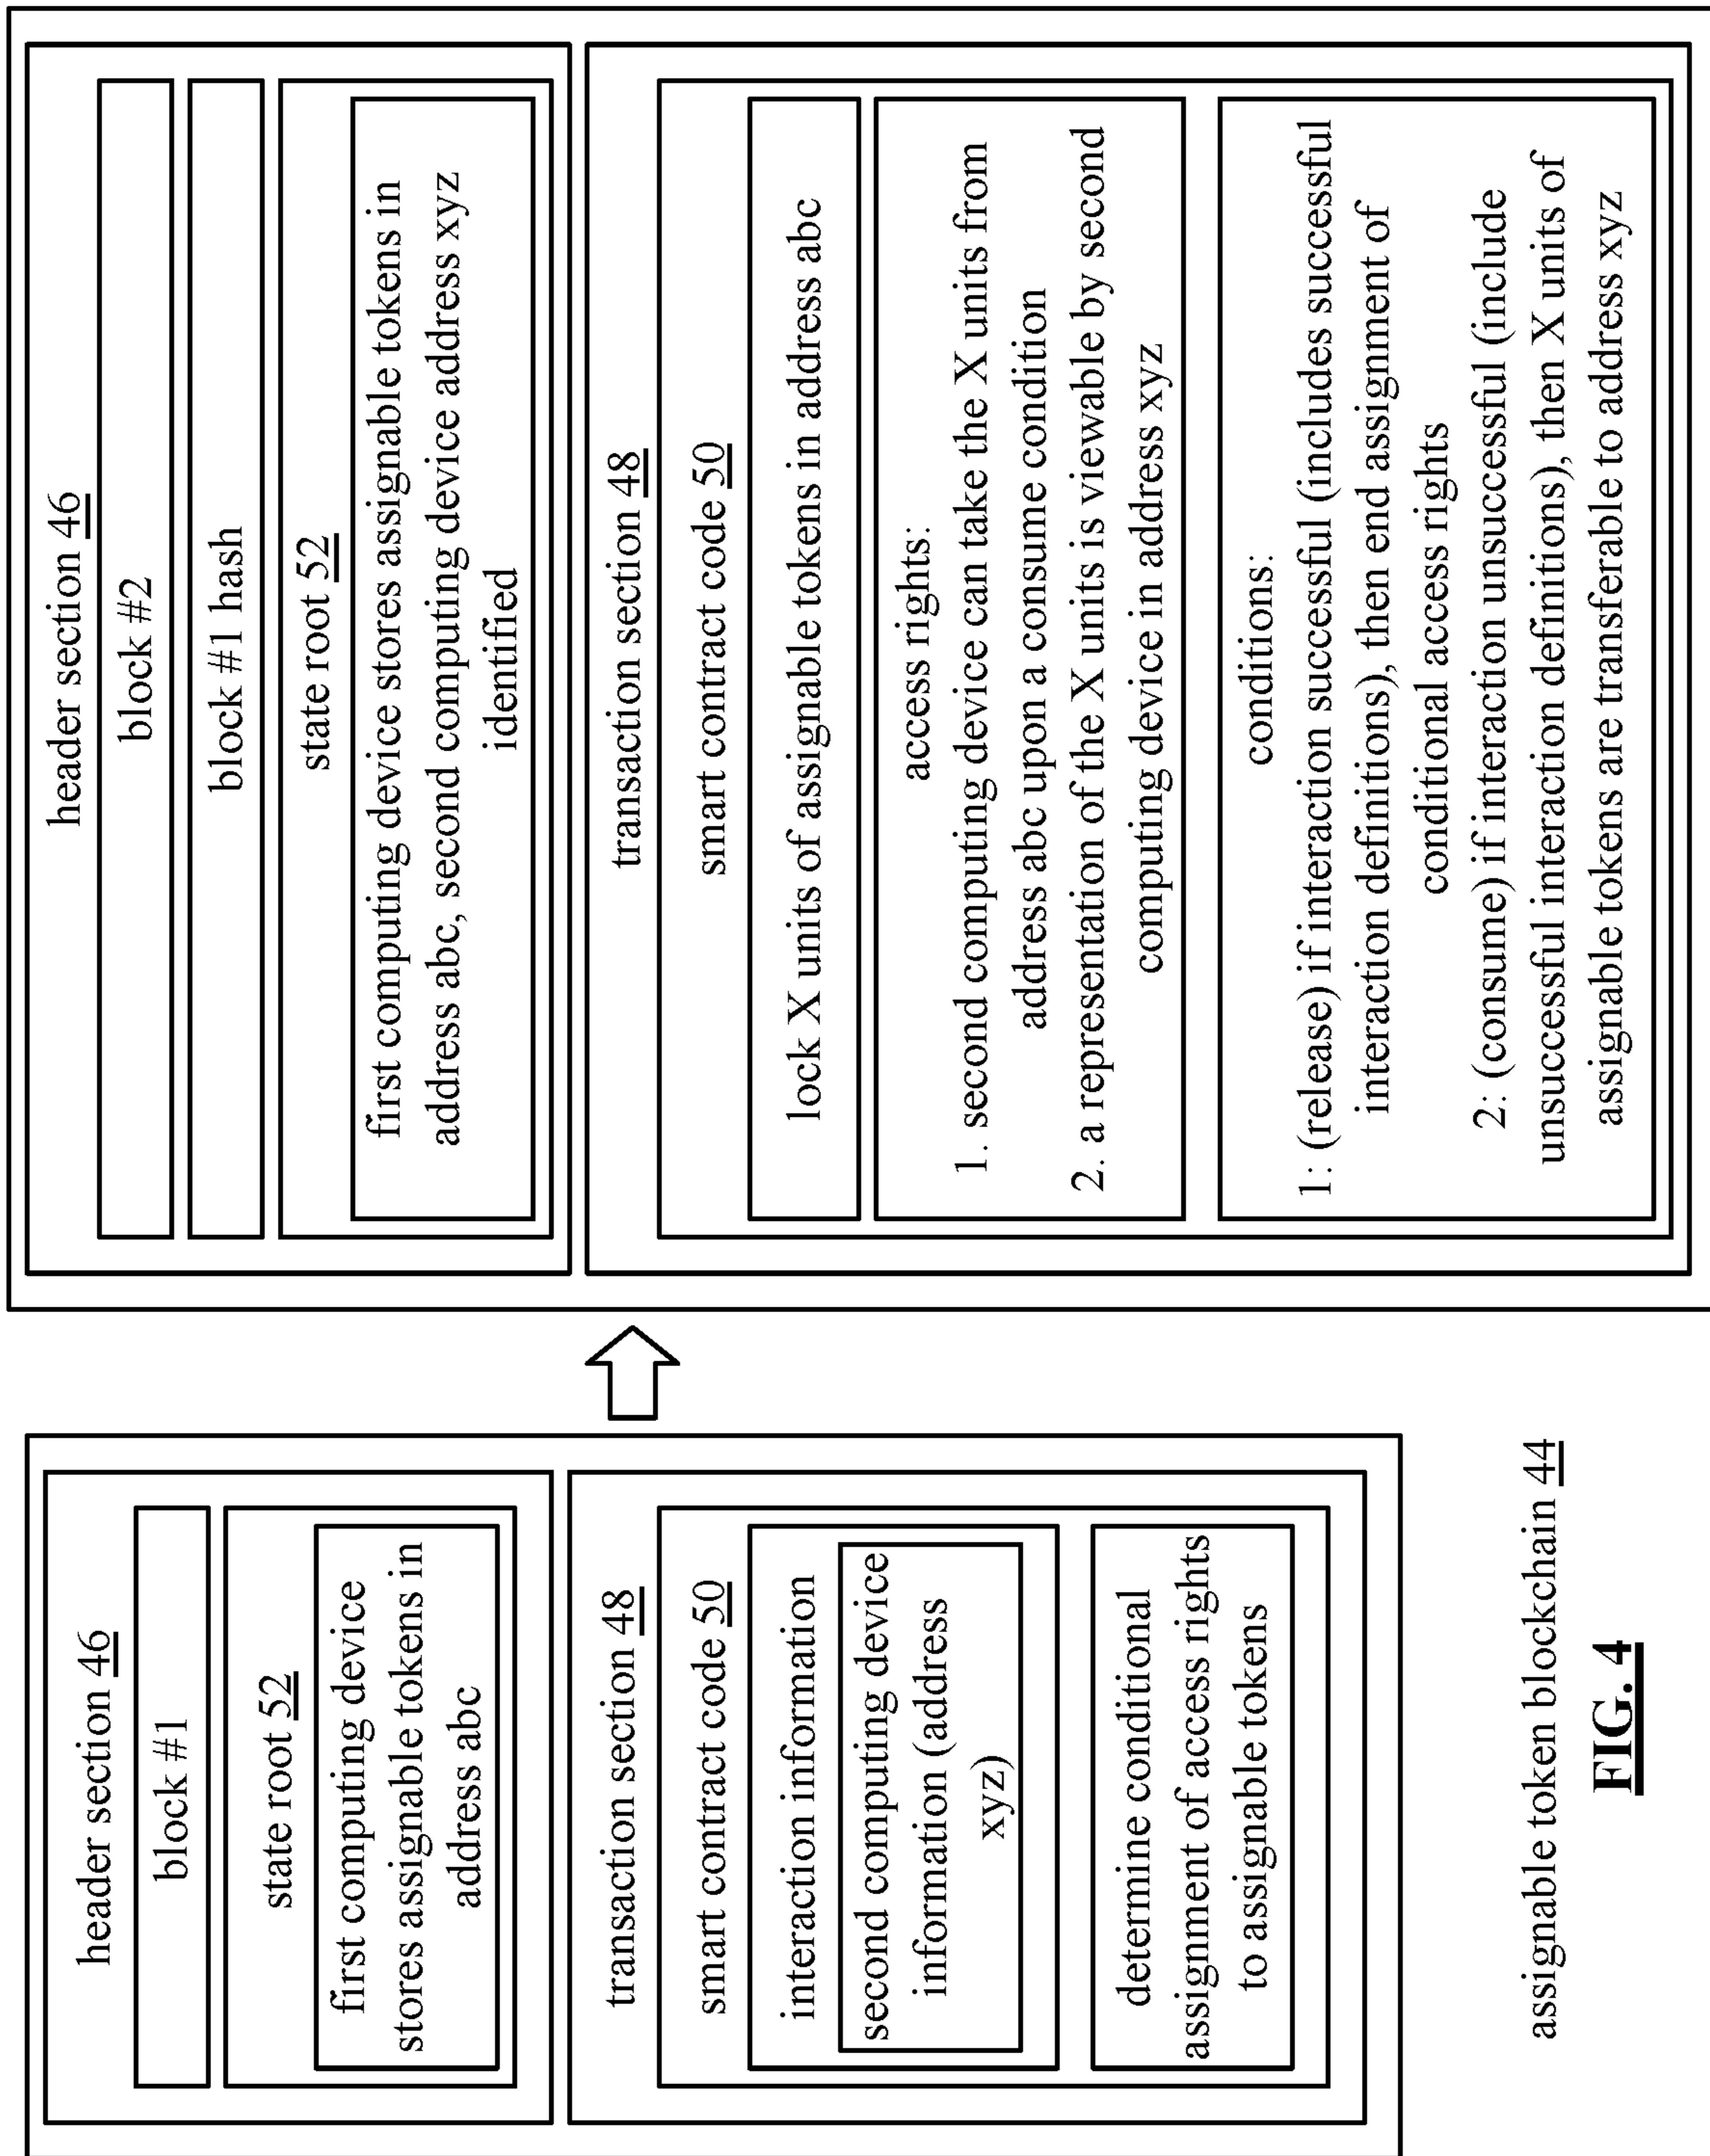 header section 46
block #1
state root 52
first computing device
stores assignable tokens in
address abc
transaction section 48
smart contract code 50
interaction information
second computing device
information (address
xyz)
determine conditional
assignment of access rights
to assignable tokens
header section 46
block #2
block #1 hash
state root 52
first computing device stores assignable tokens in
address abc, second computing device address xyz
identified
transaction section 48
smart contract code 50
lock X units of assignable tokens in address abc
access rights:
1. second computing device can take the X units from
address abc upon a consume condition
2. a representation of the X units is viewable by second
computing device in address xyz
conditions:
1: (release) if interaction successful (includes successful
interaction definitions), then end assignment of
conditional access rights
2: (consume) if interaction unsuccessful (include
unsuccessful interaction definitions), then X units of
assignable tokens are transferable to address xyz
assignable token blockchain 44
FIG. 4